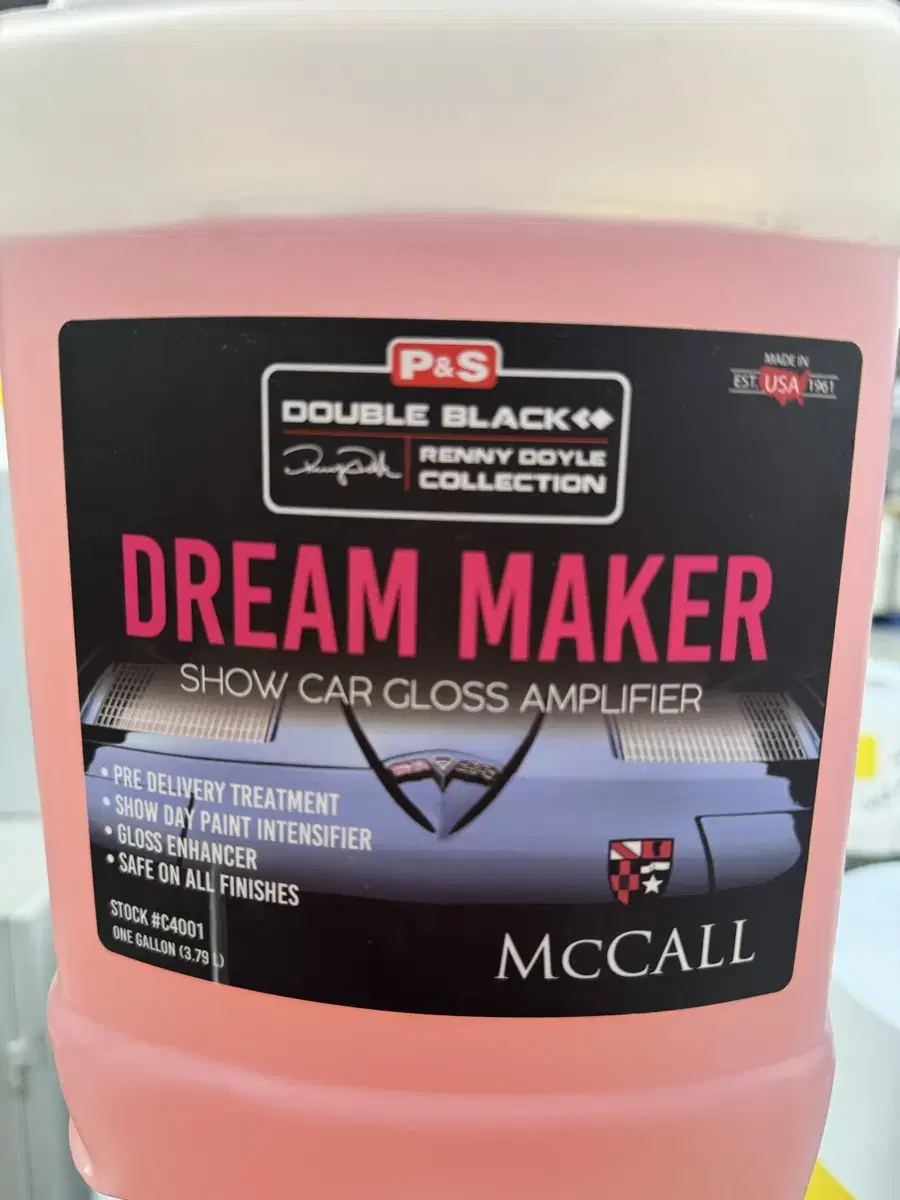 P&S
DOUBLE BLACK
RENNY DOYLE
COLLECTION
MADE IN
EST. USA 1961
DREAM MAKER
SHOW CAR GLOSS AMPLIFIER
• PRE DELIVERY TREATMENT
• SHOW DAY PAINT INTENSIFIER
• GLOSS ENHANCER
• SAFE ON ALL FINISHES
STOCK #C4001
ONE GALLON (3.79 L)
MCCALL